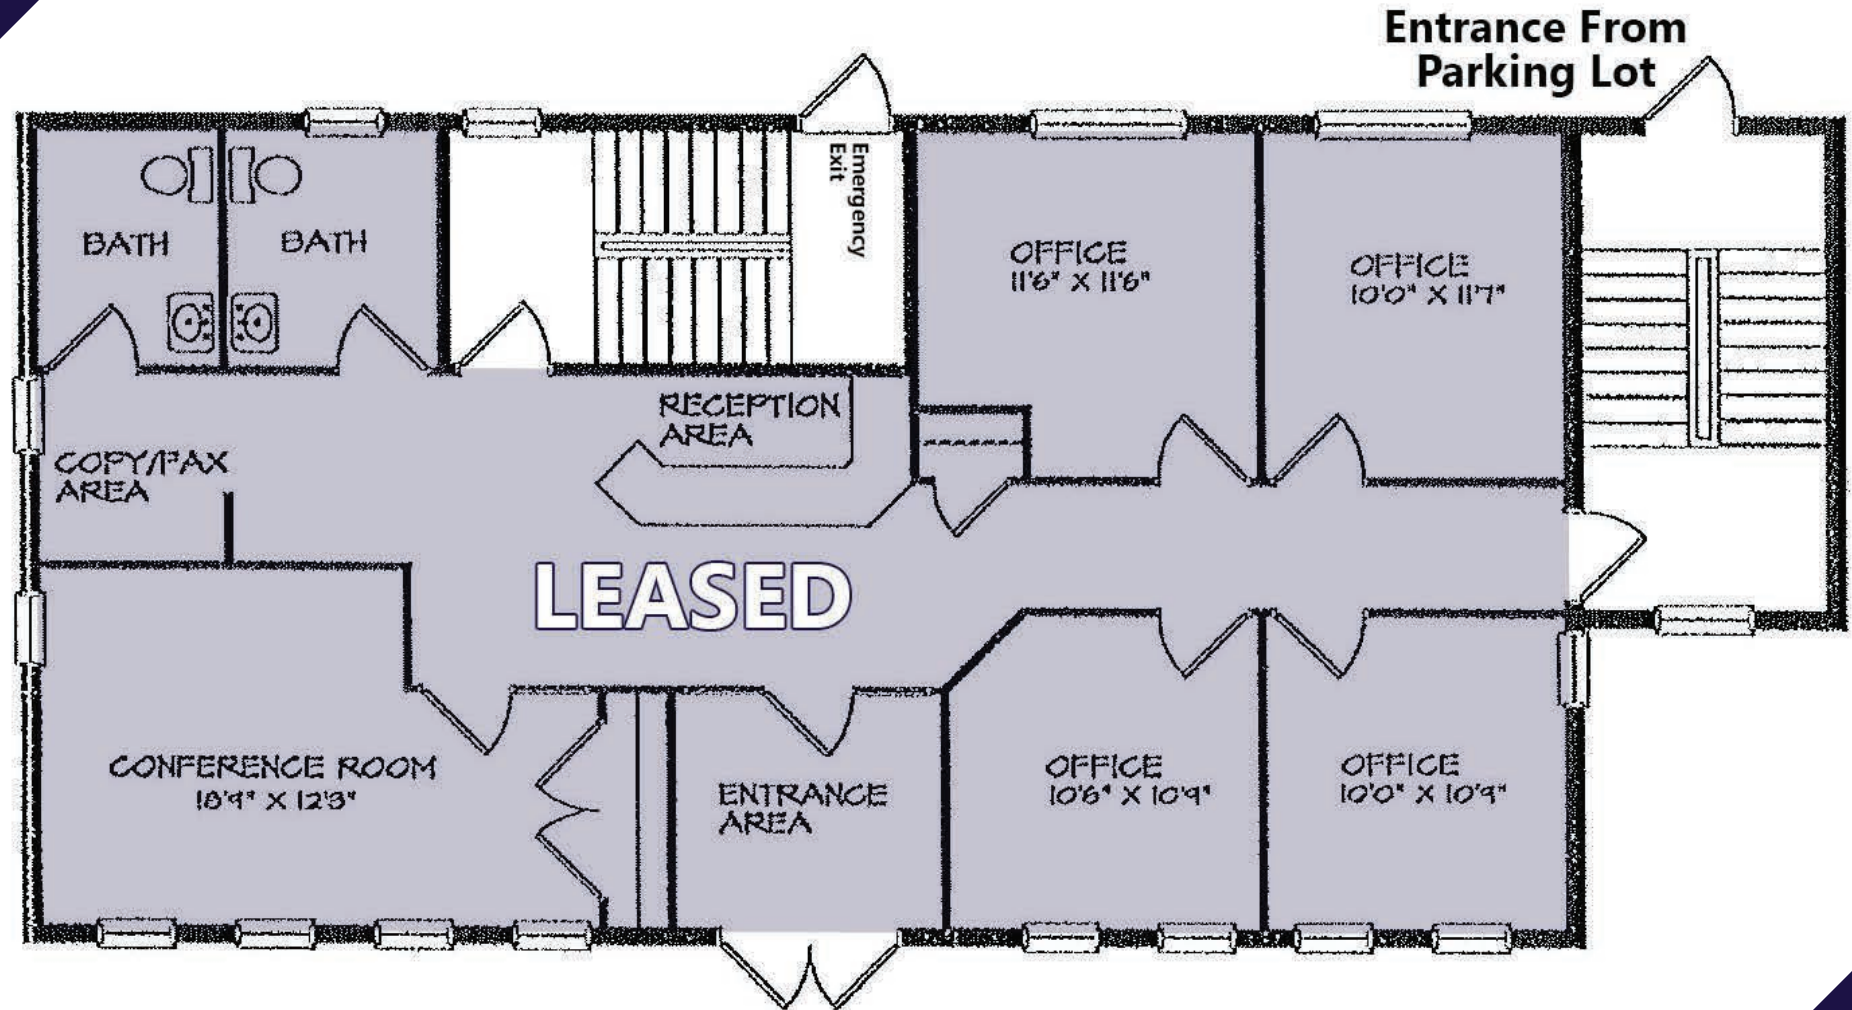 Entrance From
Parking Lot
Emergency
Exit
BATH
BATH
OFFICE
11'6" X 11'6"
OFFICE
10'0" X 11'7"
RECEPTION
AREA
COPY/FAX
AREA
LEASED
CONFERENCE ROOM
18'9" X 12'3"
ENTRANCE
AREA
OFFICE
10'6" X 10'9"
OFFICE
10'0" X 10'9"